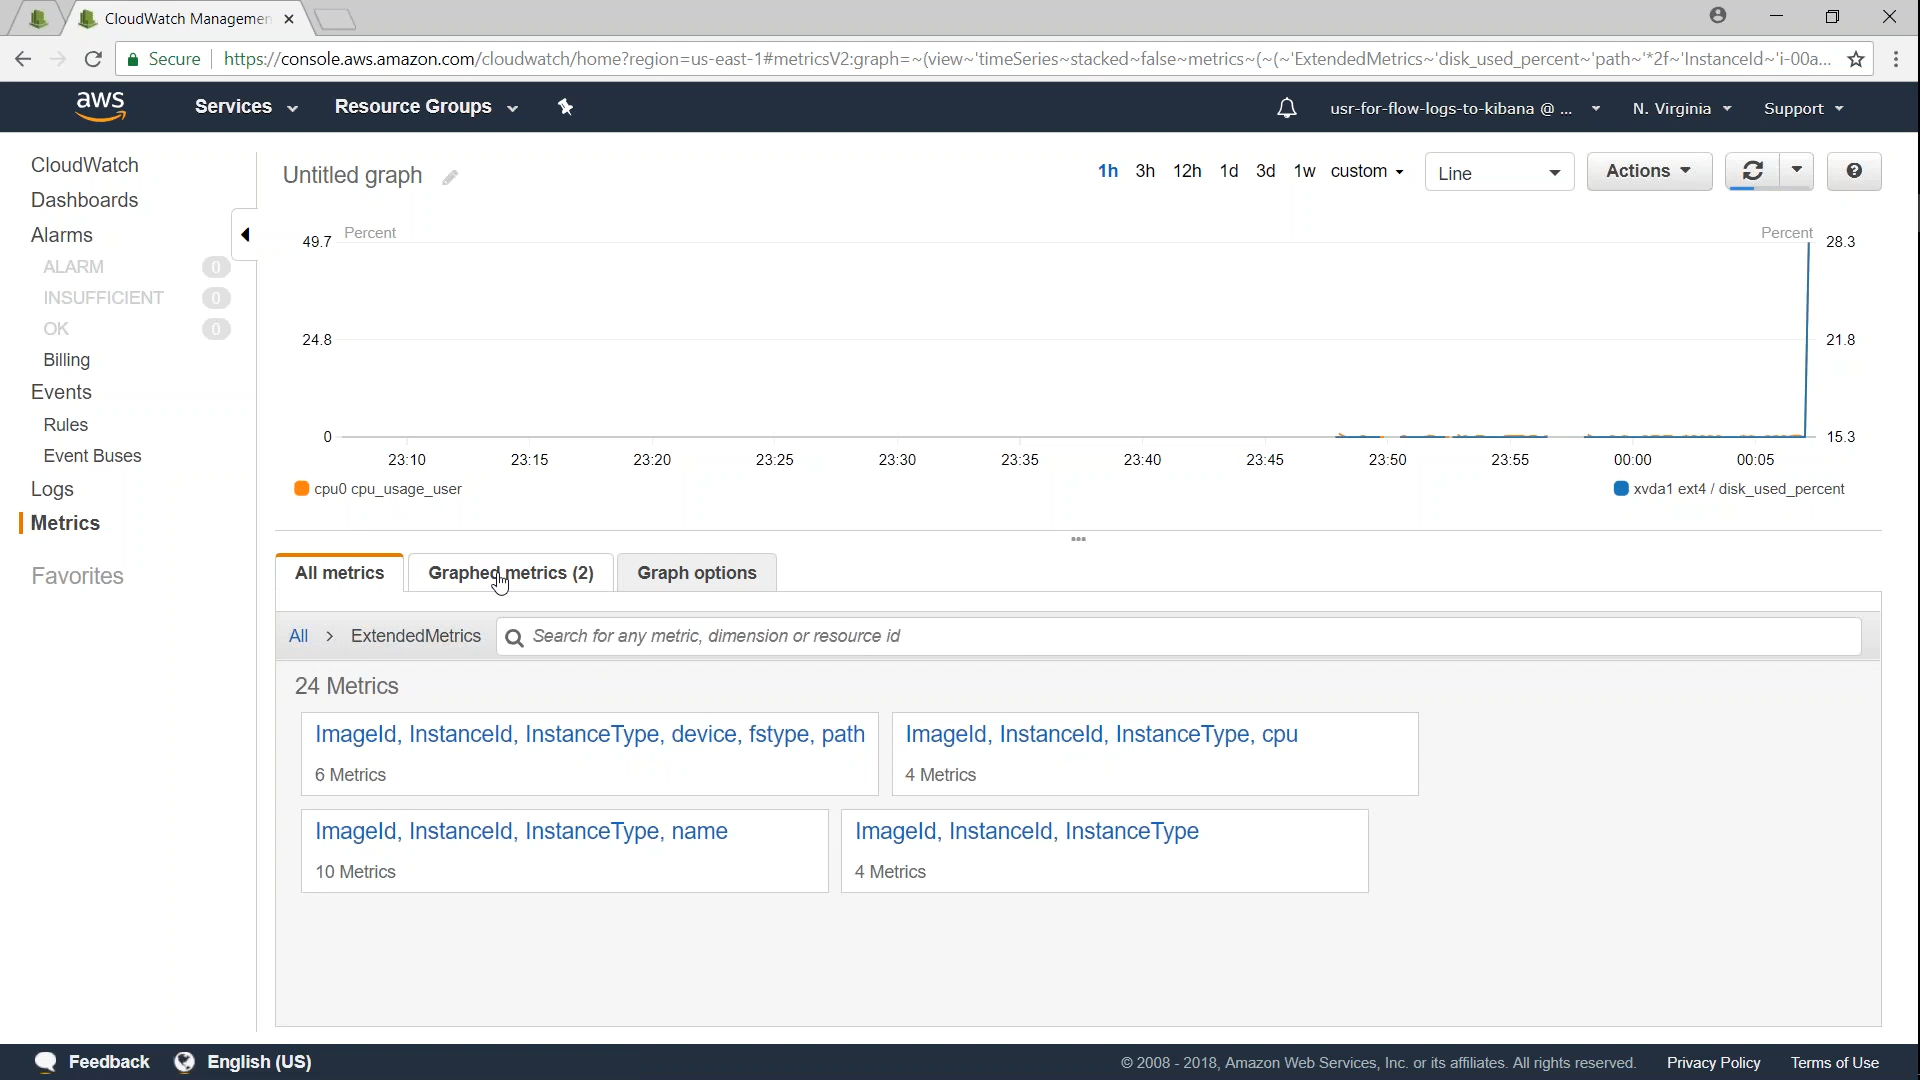 CloudWatch Managemen
Secure
https://console.aws.amazon.com/cloudwatch/home?region=us-east-1#metricsV2:graph=~(view~'timeSeries~stacked~false~metrics~(~(~'ExtendedMetrics~'disk_used_percent~'path~'*2f~'InstanceId~'i-00a...
aws
Services
Resource Groups
usr-for-flow-logs-to-kibana @ ...
N. Virginia
Support
CloudWatch
Dashboards
Alarms
ALARM 0
INSUFFICIENT 0
OK 0
Billing
Events
Rules
Event Buses
Logs
Metrics
Favorites
Untitled graph
1h 3h 12h 1d 3d 1w custom
Line
Actions
?
Percent
Percent
49.7
28.3
24.8
21.8
0
15.3
23:10 23:15 23:20 23:25 23:30 23:35 23:40 23:45 23:50 23:55 00:00 00:05
cpu0 cpu_usage_user
xvda1 ext4 / disk_used_percent
All metrics
Graphed metrics (2)
Graph options
All > ExtendedMetrics
Search for any metric, dimension or resource id
24 Metrics
ImageId, InstanceId, InstanceType, device, fstype, path
6 Metrics
ImageId, InstanceId, InstanceType, cpu
4 Metrics
ImageId, InstanceId, InstanceType, name
10 Metrics
ImageId, InstanceId, InstanceType
4 Metrics
Feedback
English (US)
© 2008 - 2018, Amazon Web Services, Inc. or its affiliates. All rights reserved.
Privacy Policy
Terms of Use